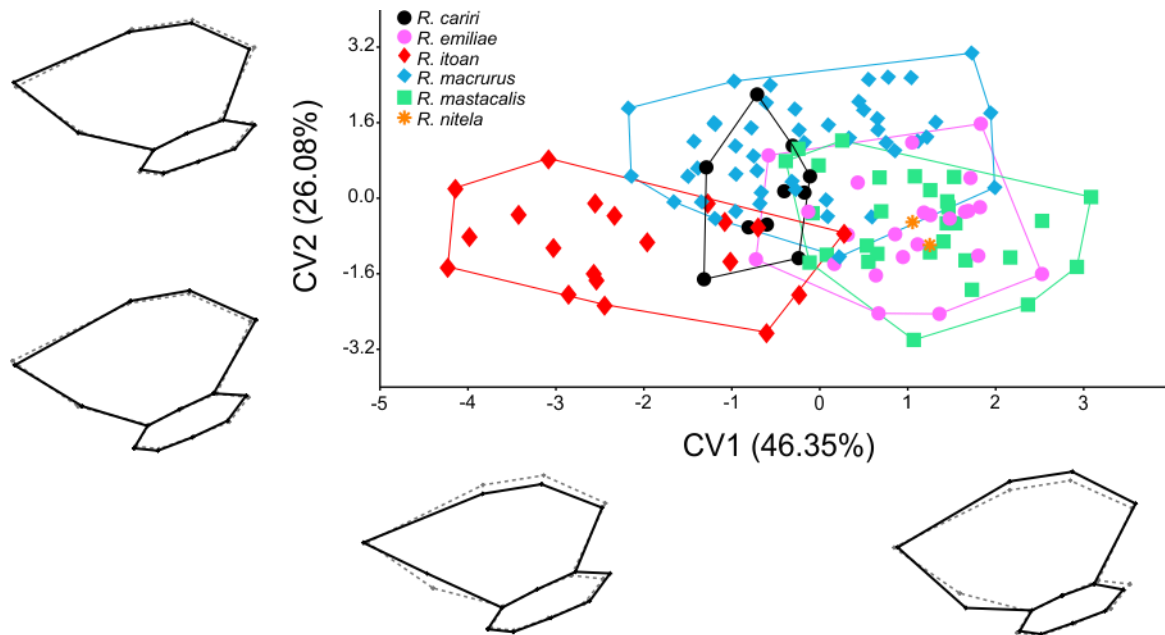 R. cariri
R. emiliae
R. itoan
R. macrurus
R. mastacalis
R. nitela
3.2
1.6
0.0
-1.6
-3.2
CV2 (26.08%)
-5 -4 -3 -2 -1 0 1 2 3
CV1 (46.35%)